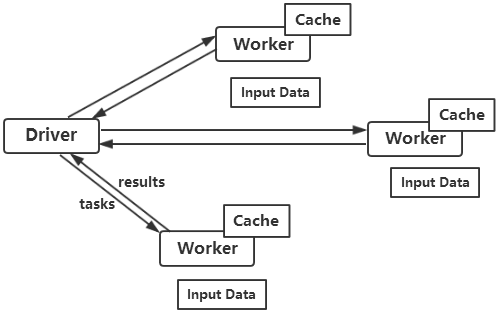 Cache
Worker
Input Data
Cache
Driver
Worker
results
Input Data
tasks
Cache
Worker
Input Data